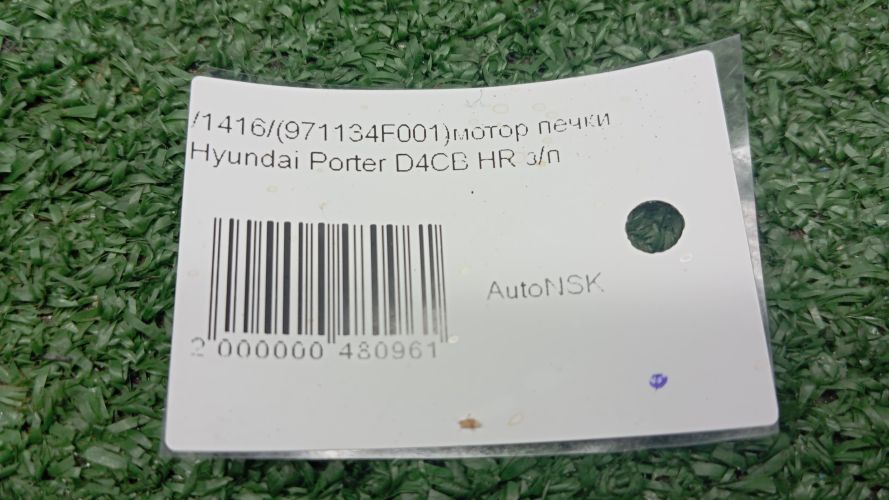 /1416/(971134F001)мотор печки
Hyundai Porter D4CB HR з/п
AutoNSK
2 000000 480961